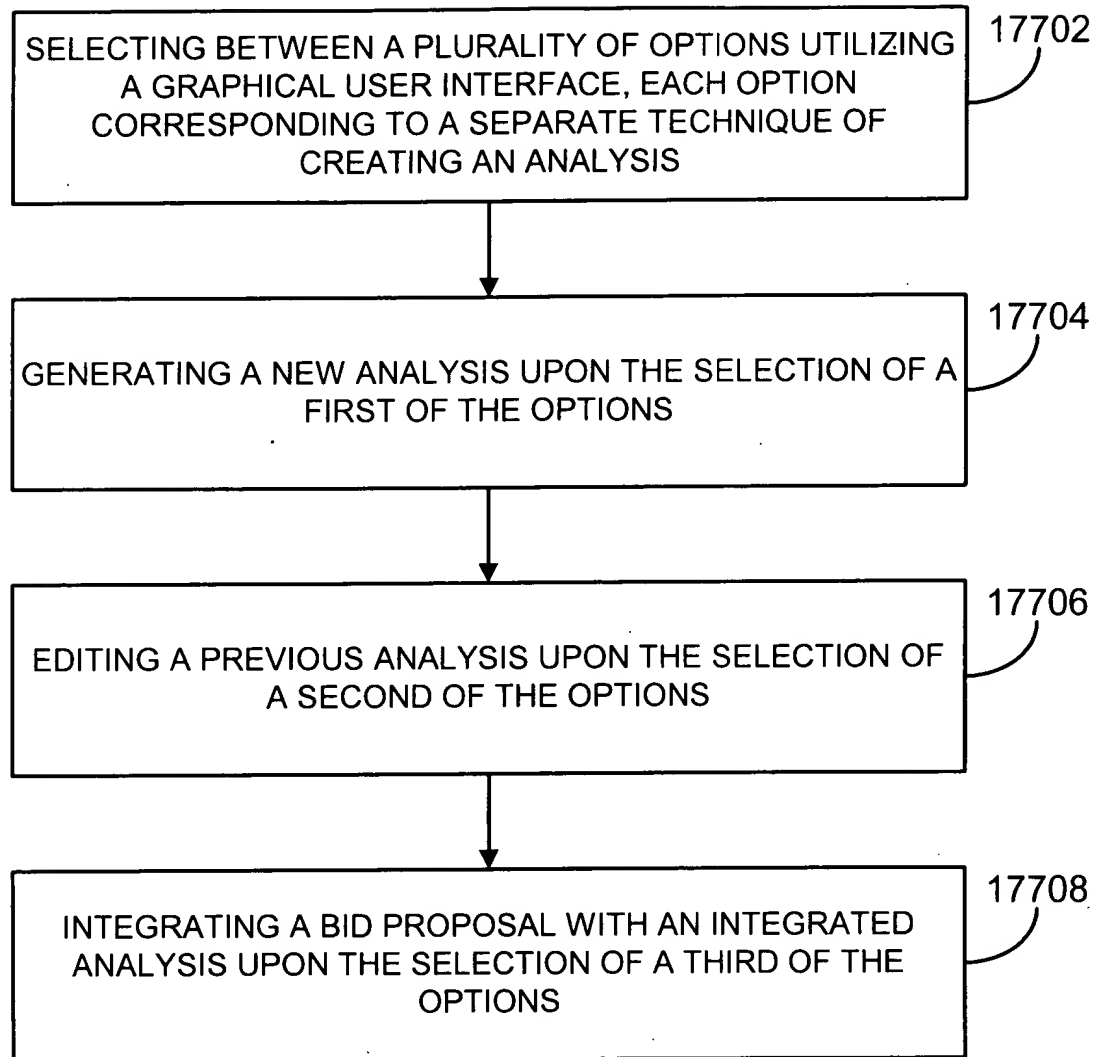 17702
SELECTING BETWEEN A PLURALITY OF OPTIONS UTILIZING
A GRAPHICAL USER INTERFACE, EACH OPTION
CORRESPONDING TO A SEPARATE TECHNIQUE OF
CREATING AN ANALYSIS
17704
GENERATING A NEW ANALYSIS UPON THE SELECTION OF A
FIRST OF THE OPTIONS
17706
EDITING A PREVIOUS ANALYSIS UPON THE SELECTION OF
A SECOND OF THE OPTIONS
17708
INTEGRATING A BID PROPOSAL WITH AN INTEGRATED
ANALYSIS UPON THE SELECTION OF A THIRD OF THE
OPTIONS